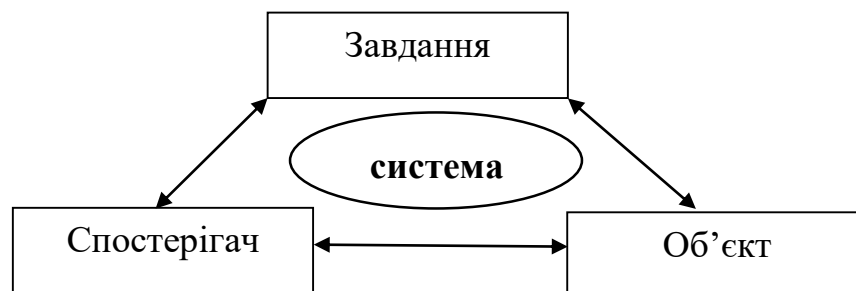 Завдання
система
Спостерігач
Об’єкт